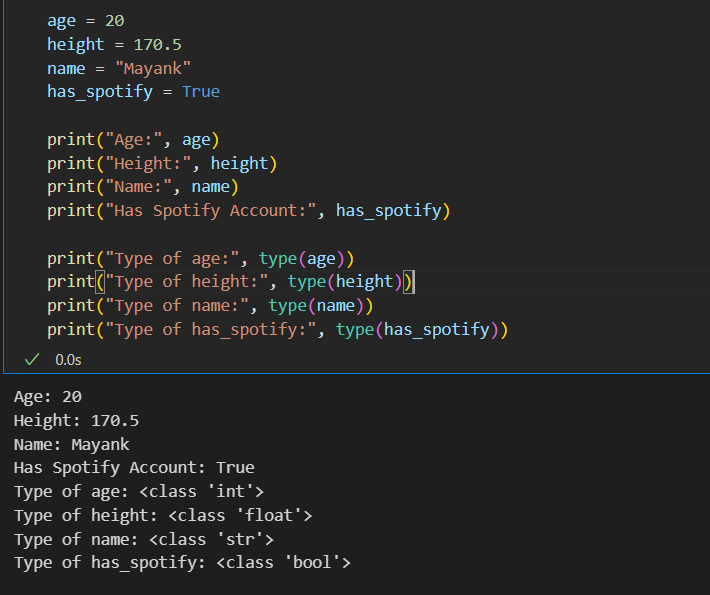 age = 20
height = 170.5
name = "Mayank"
has_spotify = True
print("Age:", age)
print("Height:", height)
print("Name:", name)
print("Has Spotify Account:", has_spotify)
print("Type of age:", type(age))
print("Type of height:", type(height))
print("Type of name:", type(name))
print("Type of has_spotify:", type(has_spotify))
0.0s
Age: 20
Height: 170.5
Name: Mayank
Has Spotify Account: True
Type of age: <class 'int'>
Type of height: <class 'float'>
Type of name: <class 'str'>
Type of has_spotify: <class 'bool'>